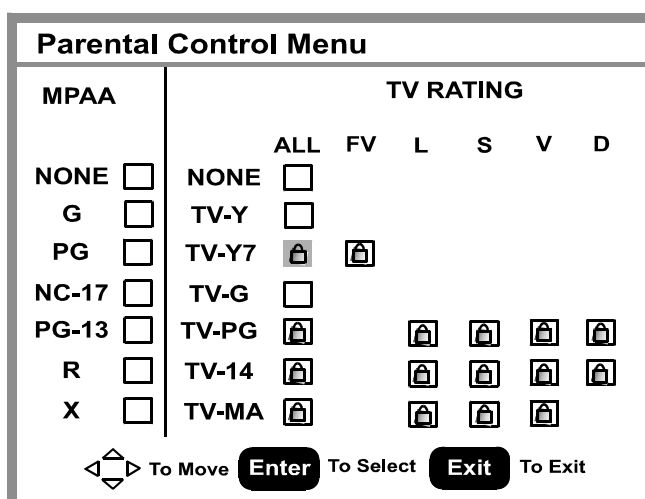 Parental Control Menu
MPAA TV RATING
ALL FV L S V D
NONE NONE
G TV-Y
PG TV-Y7
NC-17 TV-G
PG-13 TV-PG
R TV-14
X TV-MA
To Move Enter To Select Exit To Exit